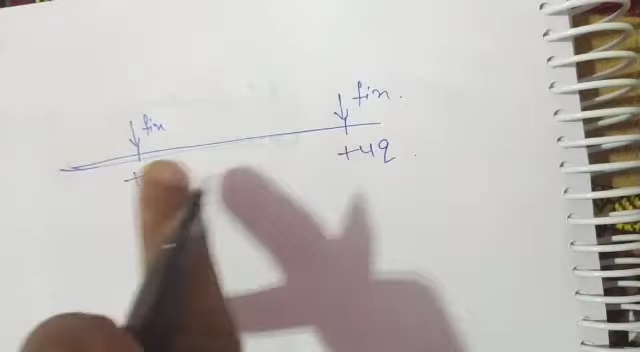 fix
fix.
+
+4q.